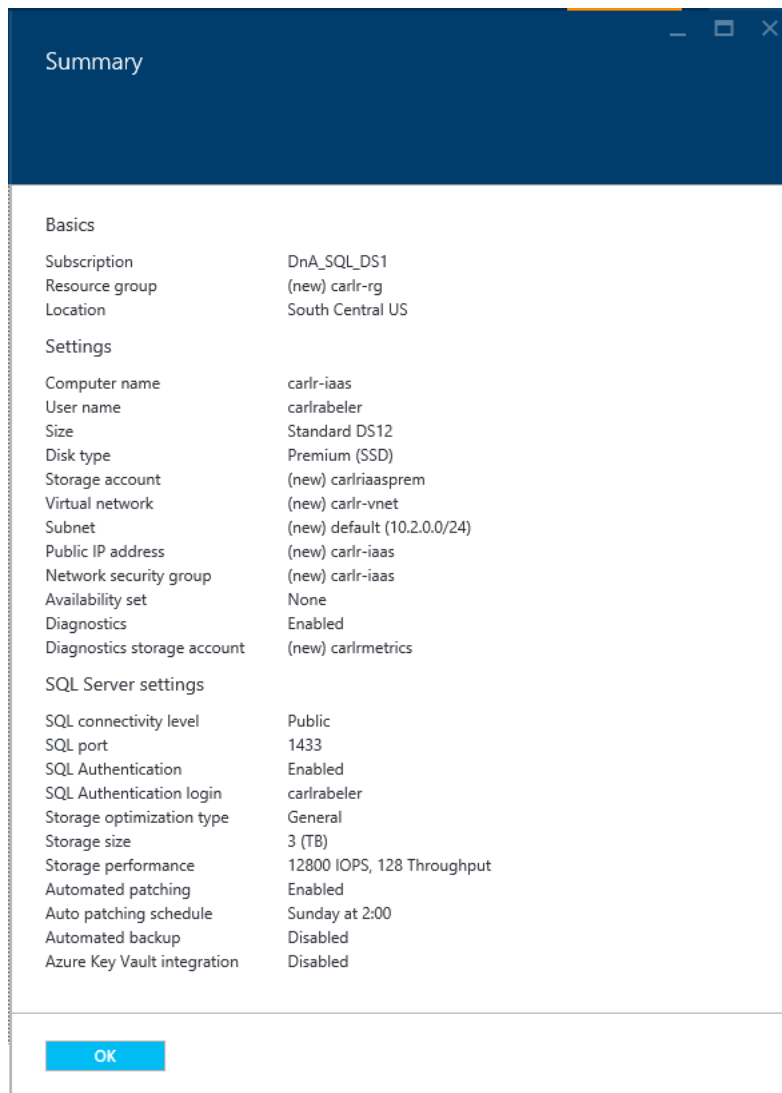 Summary
Basics
Subscription DnA_SQL_DS1
Resource group (new) carlr-rg
Location South Central US
Settings
Computer name carlr-iaas
User name carlrabeler
Size Standard DS12
Disk type Premium (SSD)
Storage account (new) carlriaasprem
Virtual network (new) carlr-vnet
Subnet (new) default (10.2.0.0/24)
Public IP address (new) carlr-iaas
Network security group (new) carlr-iaas
Availability set None
Diagnostics Enabled
Diagnostics storage account (new) carlrmetrics
SQL Server settings
SQL connectivity level Public
SQL port 1433
SQL Authentication Enabled
SQL Authentication login carlrabeler
Storage optimization type General
Storage size 3 (TB)
Storage performance 12800 IOPS, 128 Throughput
Automated patching Enabled
Auto patching schedule Sunday at 2:00
Automated backup Disabled
Azure Key Vault integration Disabled
OK